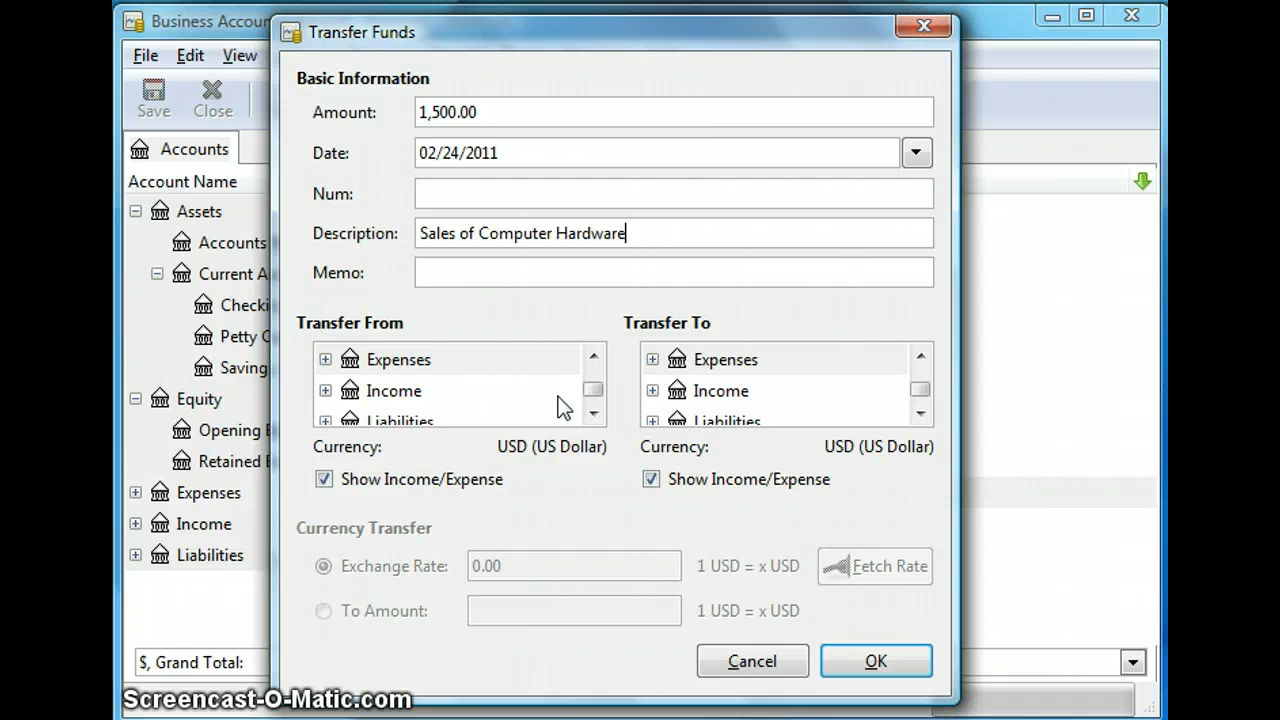 Business Accou
Transfer Funds
File Edit View
Save Close
Accounts
Account Name
Assets
Accounts
Current A
Checki
Petty C
Saving
Equity
Opening
Retained
Expenses
Income
Liabilities
$, Grand Total:
Basic Information
Amount: 1,500.00
Date: 02/24/2011
Num:
Description: Sales of Computer Hardware
Memo:
Transfer From Transfer To
Expenses Expenses
Income Income
Liabilities Liabilities
Currency: USD (US Dollar) Currency: USD (US Dollar)
Show Income/Expense Show Income/Expense
Currency Transfer
Exchange Rate: 0.00 1 USD = x USD Fetch Rate
To Amount: 1 USD = x USD
Cancel OK
Screencast-O-Matic.com